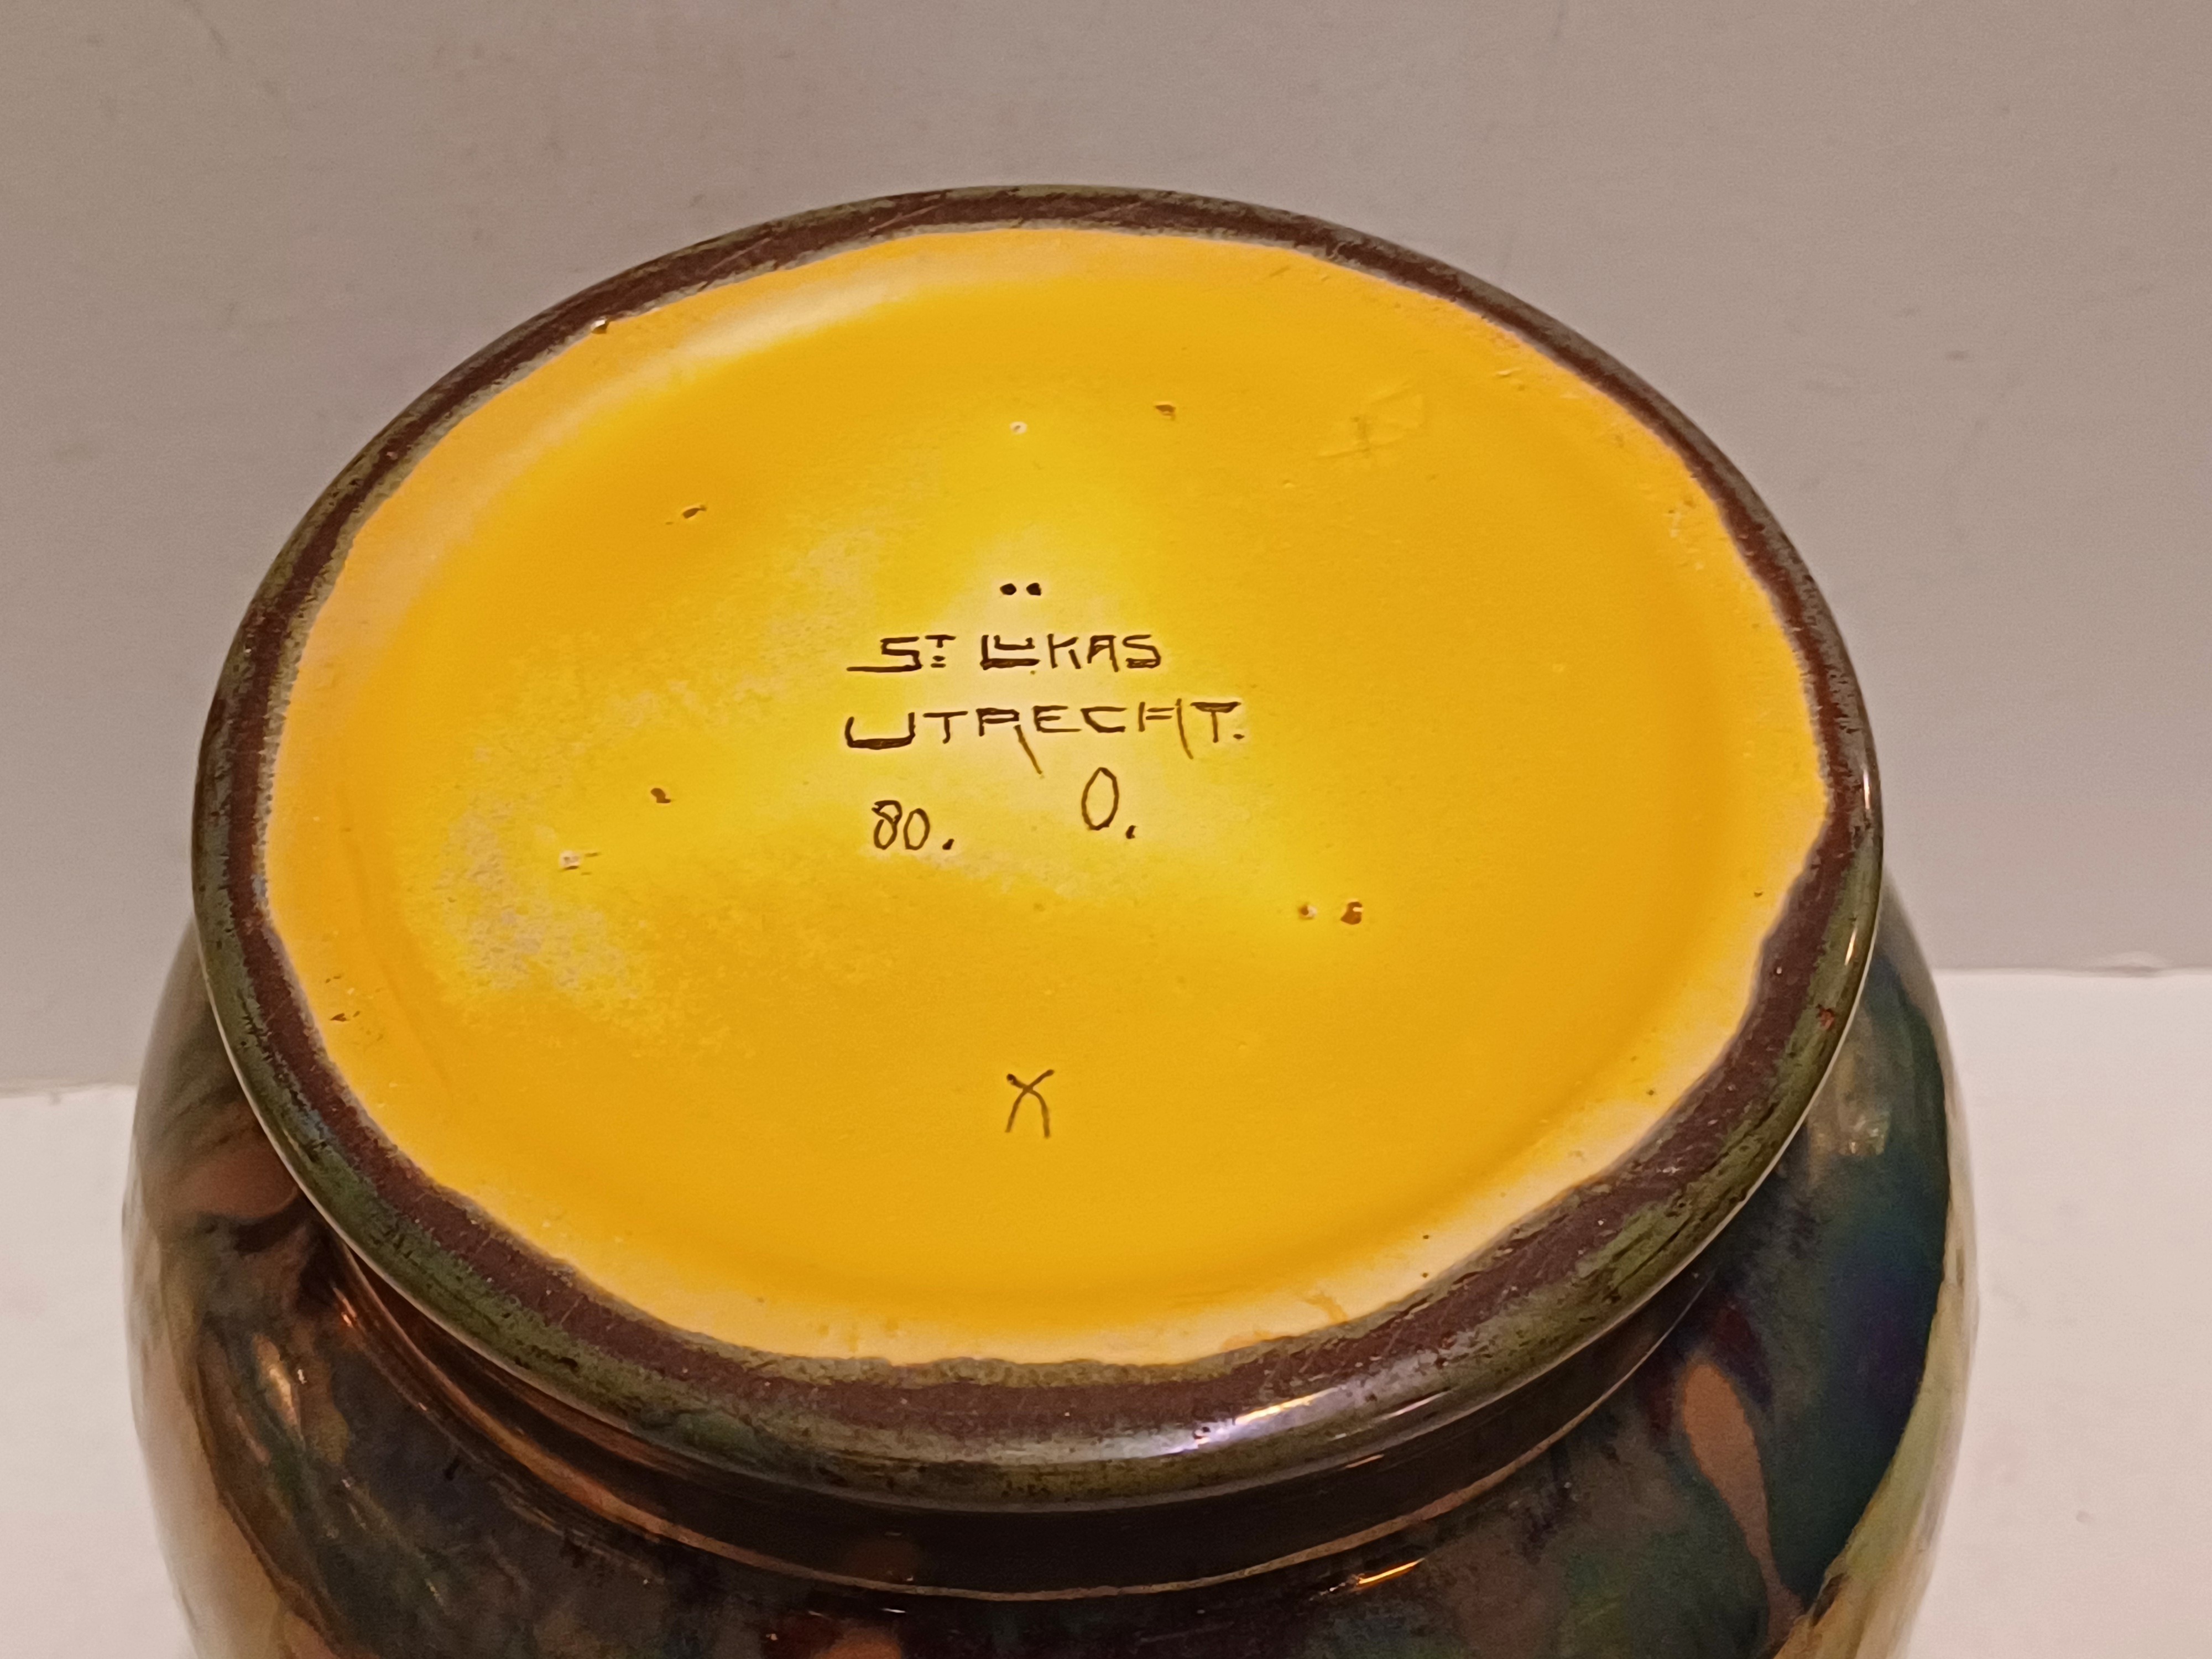 ST LUKAS
UTRECHT.
80. O.
X